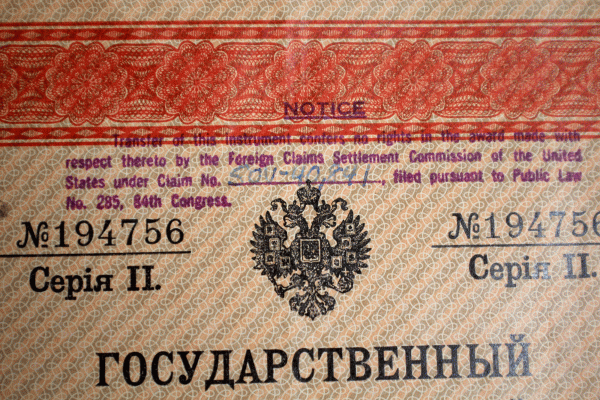 NOTICE
Transfer of this instrument confers no rights in the award made with
respect thereto by the Foreign Claims Settlement Commission of the United
States under Claim No. SOV-40,841, filed pursuant to Public Law
No. 285, 84th Congress.
№194756 №194756
Серія II. Серія II.
ГОСУДАРСТВЕННЫЙ